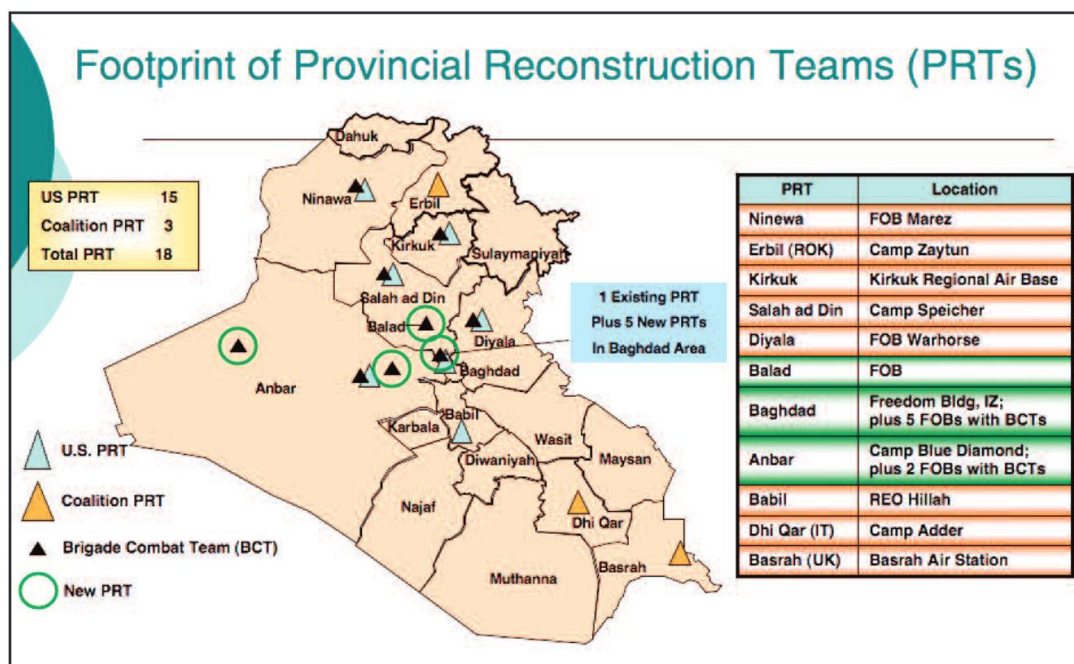 Footprint of Provincial Reconstruction Teams (PRTs)
US PRT 15
Coalition PRT 3
Total PRT 18
Dahuk
Ninawa
Erbil
Kirkuk
Sulaymaniyah
Salah ad Din
Balad
Diyala
Anbar
Baghdad
Babil
Karbala
Wasit
Diwaniyah
Maysan
Najaf
Dhi Qar
Muthanna
Basrah
1 Existing PRT
Plus 5 New PRTs
In Baghdad Area
U.S. PRT
Coalition PRT
Brigade Combat Team (BCT)
New PRT
PRT Location
Ninewa FOB Marez
Erbil (ROK) Camp Zaytun
Kirkuk Kirkuk Regional Air Base
Salah ad Din Camp Speicher
Diyala FOB Warhorse
Balad FOB
Baghdad Freedom Bldg, IZ;
plus 5 FOBs with BCTs
Anbar Camp Blue Diamond;
plus 2 FOBs with BCTs
Babil REO Hillah
Dhi Qar (IT) Camp Adder
Basrah (UK) Basrah Air Station